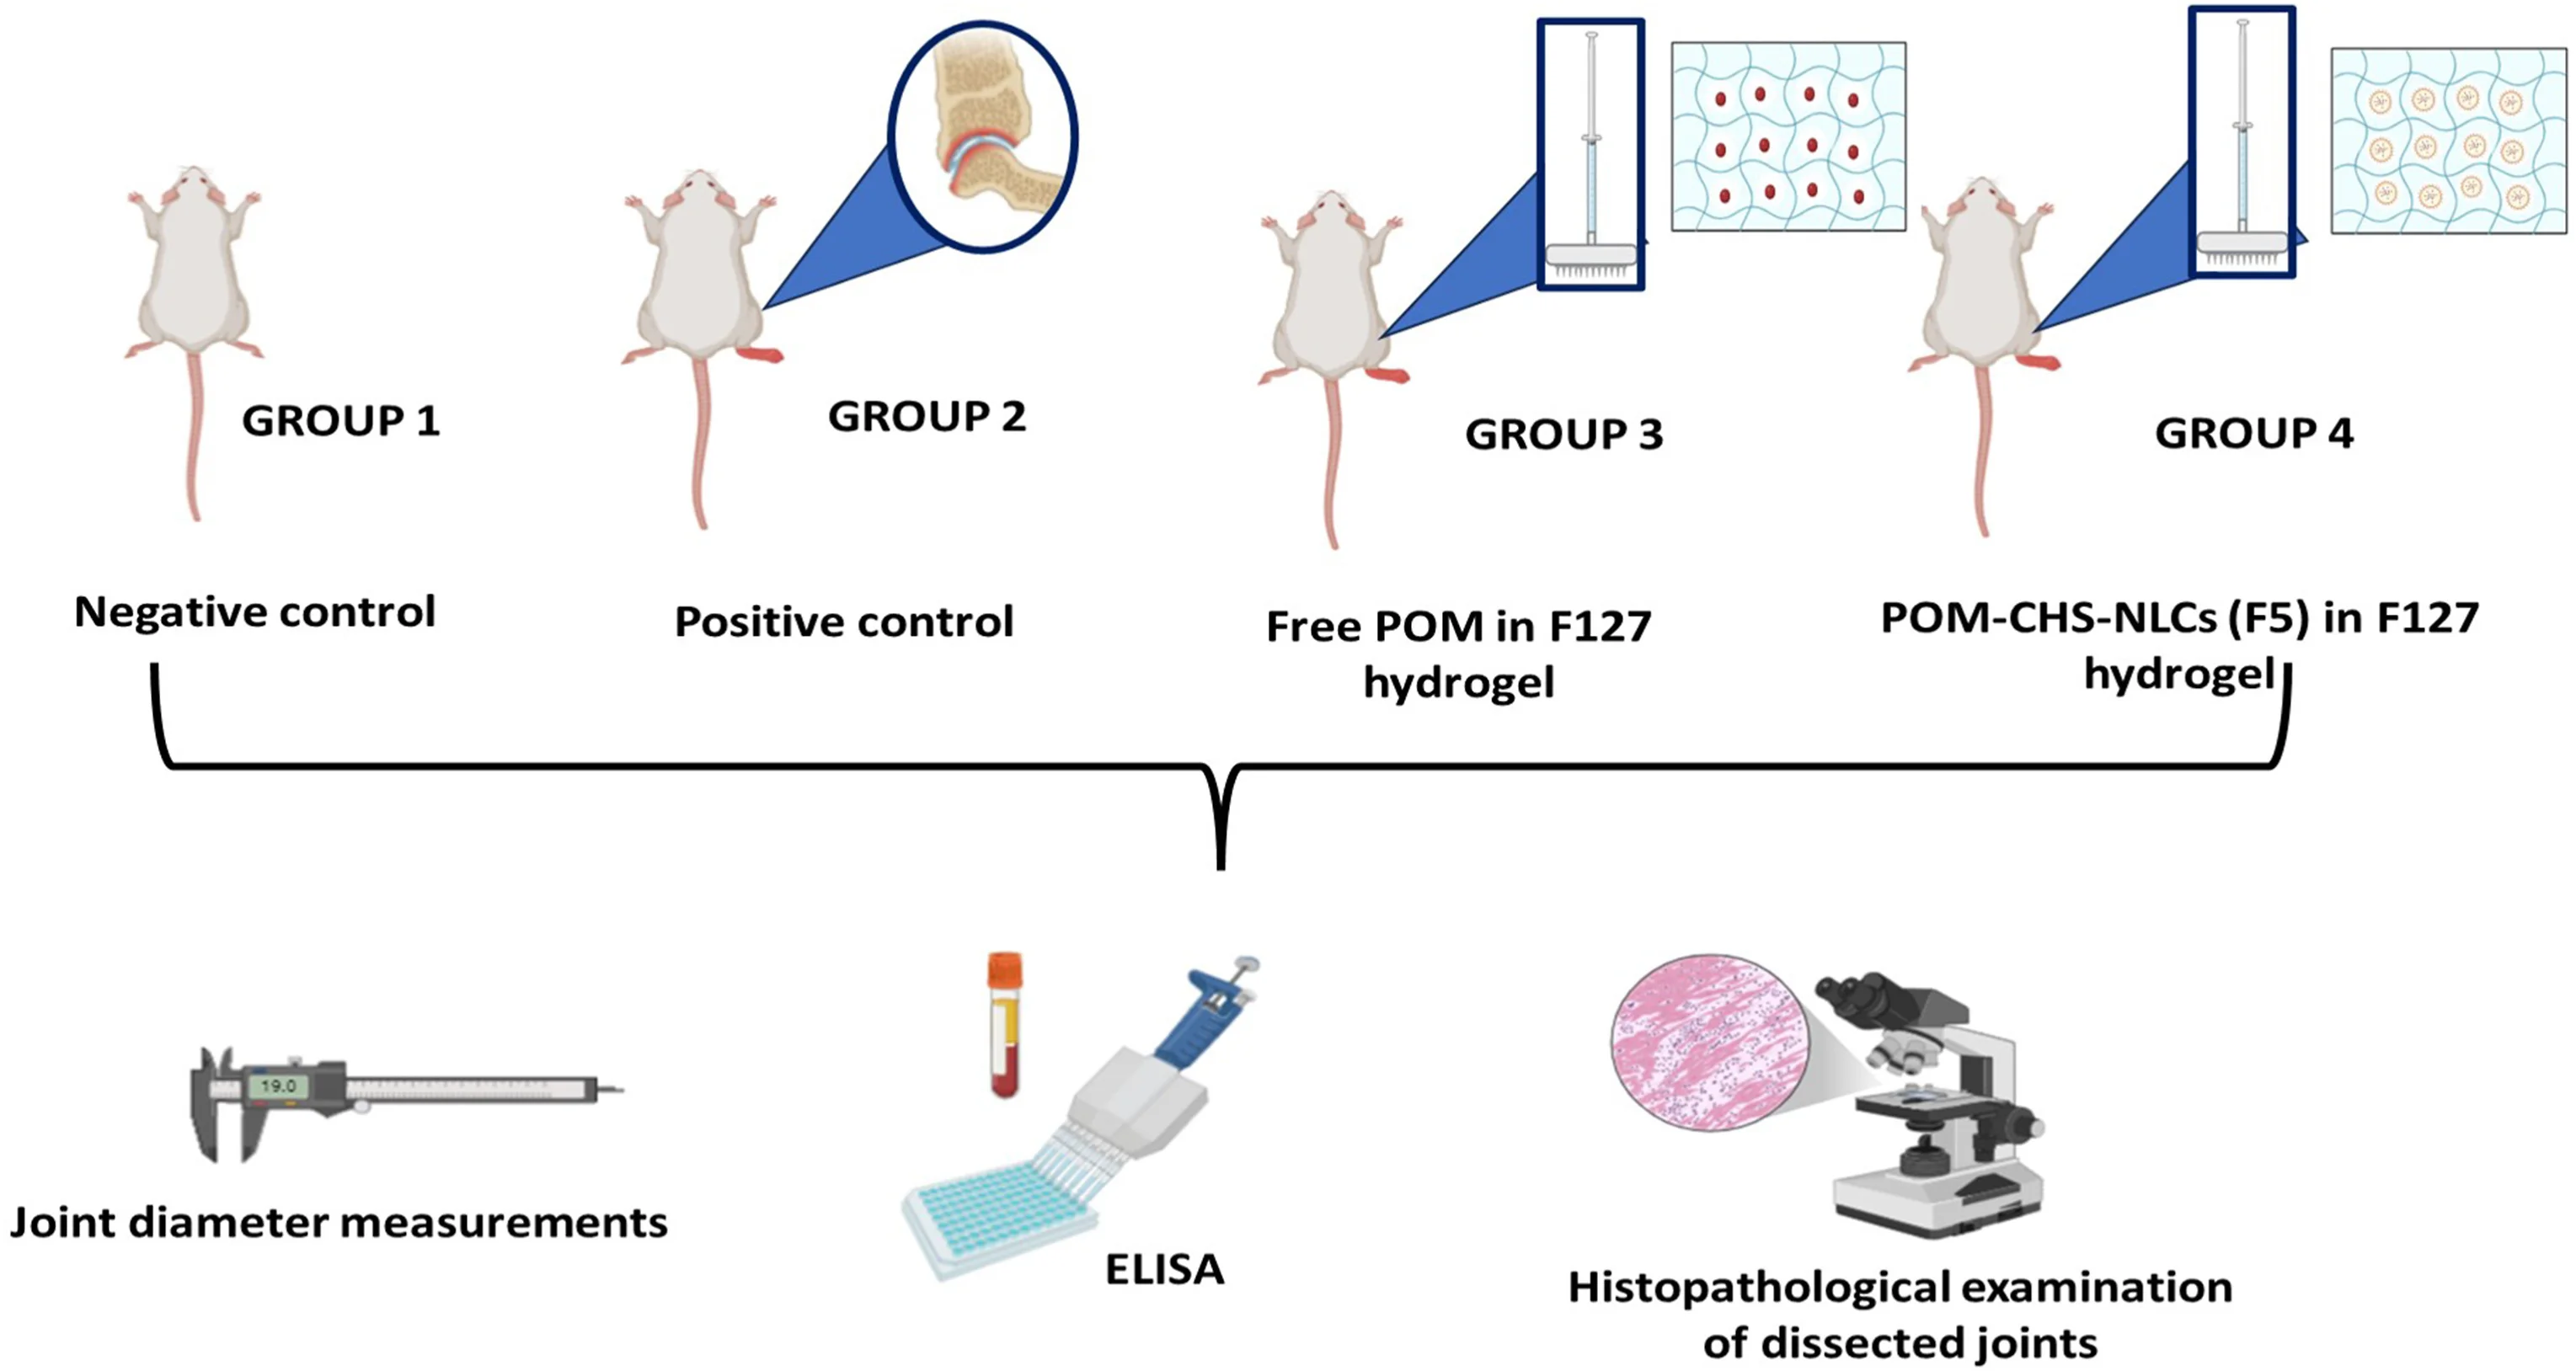 GROUP 1
GROUP 2
GROUP 3
GROUP 4
Negative control
Positive control
Free POM in F127
hydrogel
POM-CHS-NLCs (F5) in F127
hydrogel
19.0
Joint diameter measurements
ELISA
Histopathological examination
of dissected joints